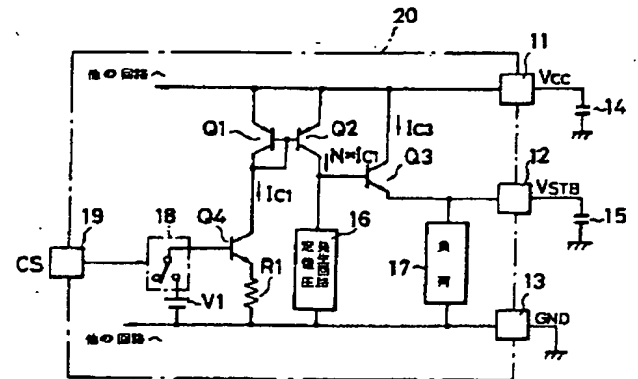 20
11
他の回路へ
VCC
14
Q1
Q2
IC3
N*IC1
Q3
12
IC1
VSTB
18
Q4
16
15
19
定電圧
発生回路
負荷
CS
R1
17
13
V1
GND
他の回路へ